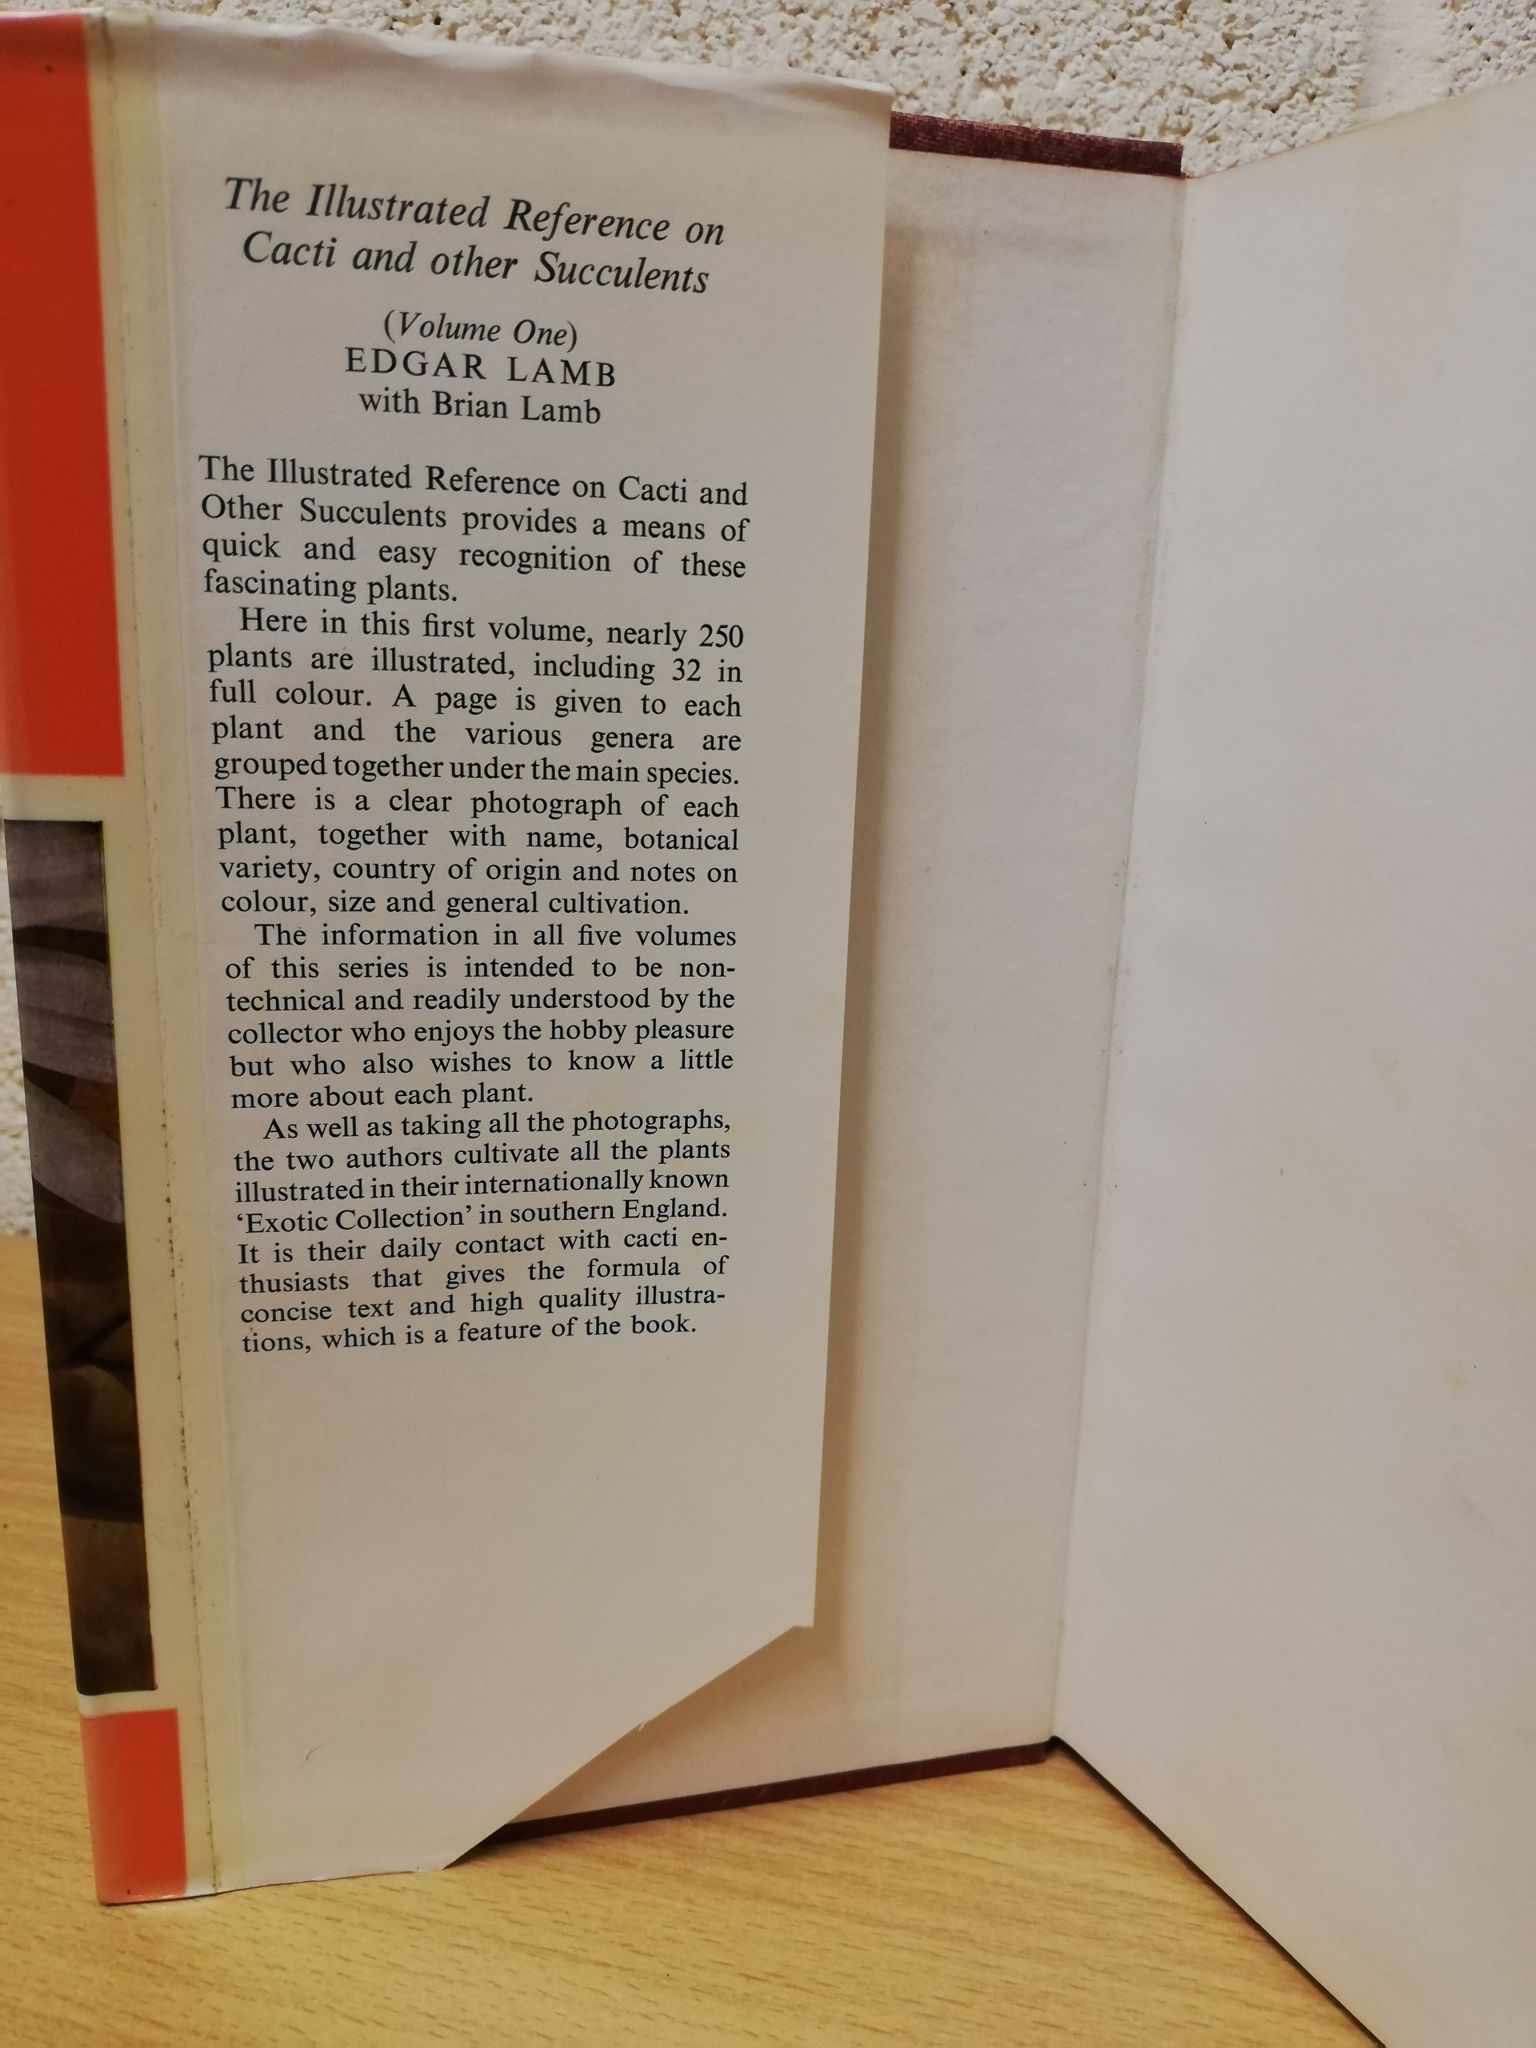 The Illustrated Reference on
Cacti and other Succulents
(Volume One)
EDGAR LAMB
with Brian Lamb
The Illustrated Reference on Cacti and
Other Succulents provides a means of
quick and easy recognition of these
fascinating plants.
Here in this first volume, nearly 250
plants are illustrated, including 32 in
full colour. A page is given to each
plant and the various genera are
grouped together under the main species.
There is a clear photograph of each
plant, together with name, botanical
variety, country of origin and notes on
colour, size and general cultivation.
The information in all five volumes
of this series is intended to be non-
technical and readily understood by the
collector who enjoys the hobby pleasure
but who also wishes to know a little
more about each plant.
As well as taking all the photographs,
the two authors cultivate all the plants
illustrated in their internationally known
‘Exotic Collection’ in southern England.
It is their daily contact with cacti en-
thusiasts that gives the formula of
concise text and high quality illustra-
tions, which is a feature of the book.